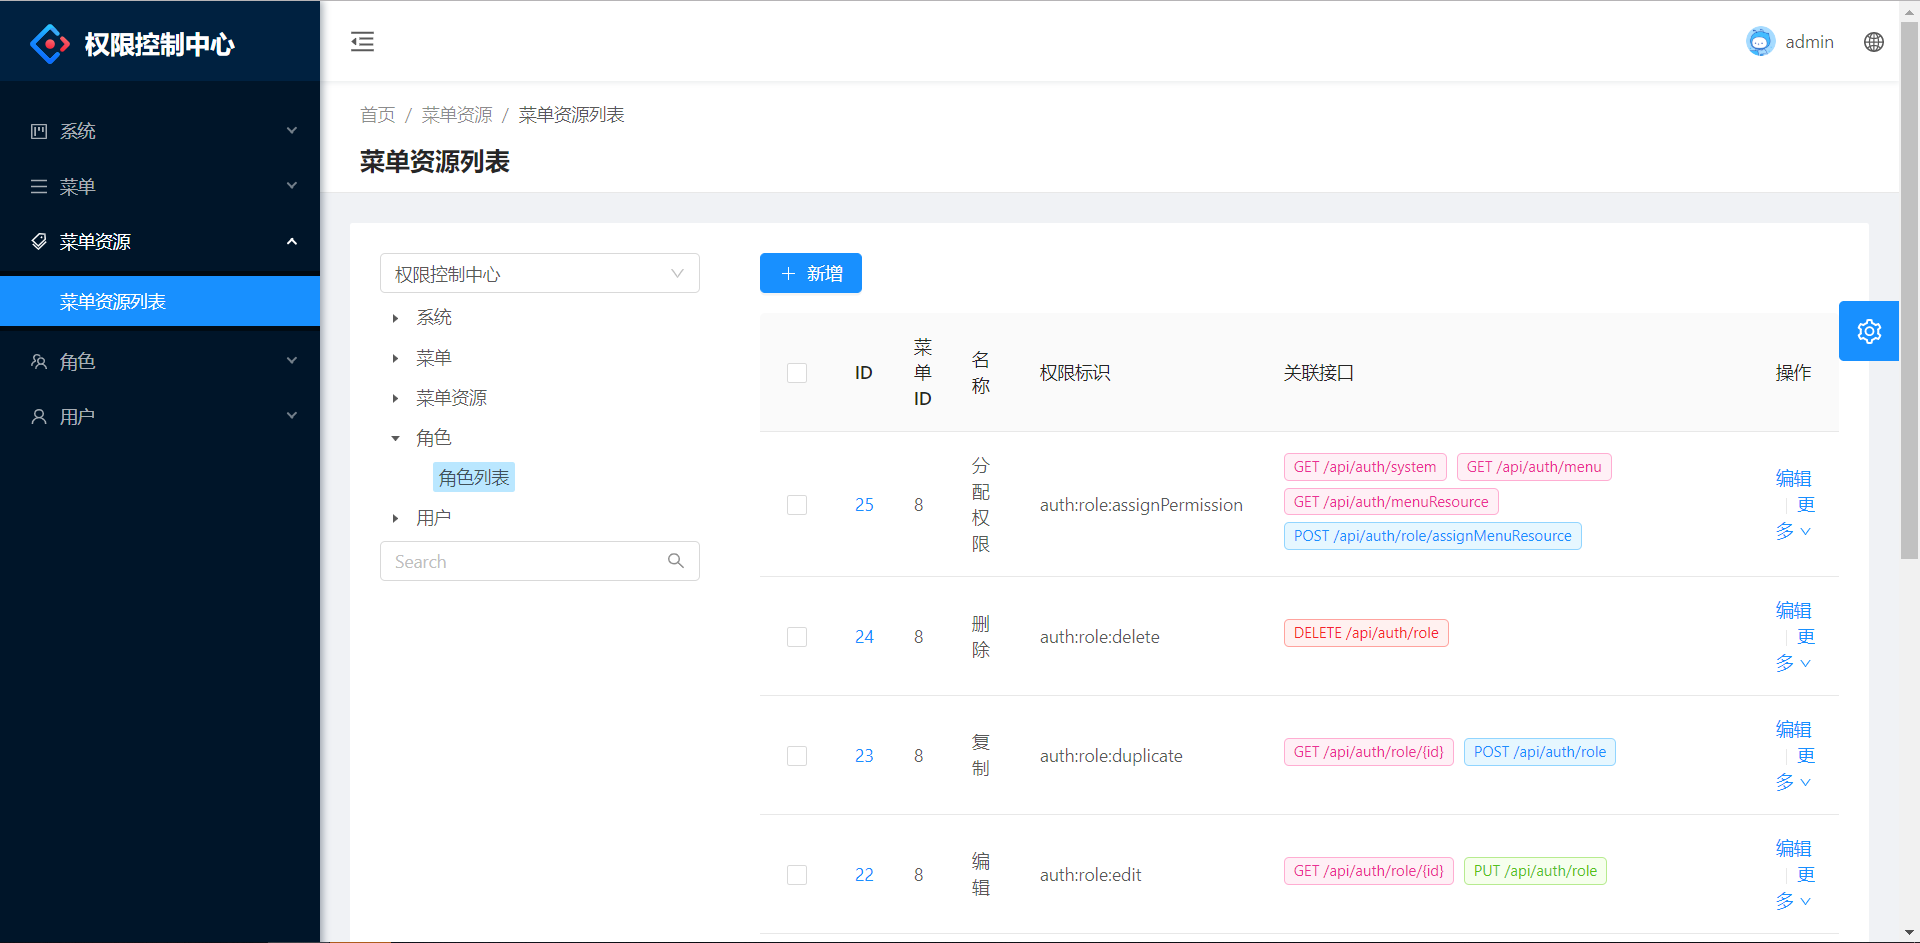 权限控制中心
admin
系统
菜单
菜单资源
菜单资源列表
角色
用户
首页 / 菜单资源 / 菜单资源列表
菜单资源列表
权限控制中心
系统
菜单
菜单资源
角色
角色列表
用户
Search
新增
ID
菜
单
ID
名
称
权限标识
关联接口
操作
25
8
分
配
权
限
auth:role:assignPermission
GET /api/auth/system
GET /api/auth/menu
GET /api/auth/menuResource
POST /api/auth/role/assignMenuResource
编辑
更
多
24
8
删
除
auth:role:delete
DELETE /api/auth/role
编辑
更
多
23
8
复
制
auth:role:duplicate
GET /api/auth/role/{id}
POST /api/auth/role
编辑
更
多
22
8
编
辑
auth:role:edit
GET /api/auth/role/{id}
PUT /api/auth/role
编辑
更
多